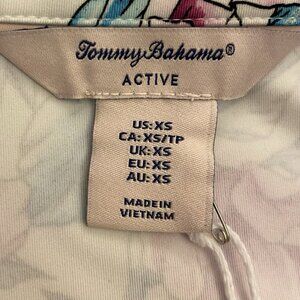 Tommy Bahama®
ACTIVE
US: XS
CA: XS/TP
UK: XS
EU: XS
AU: XS
MADE IN
VIETNAM